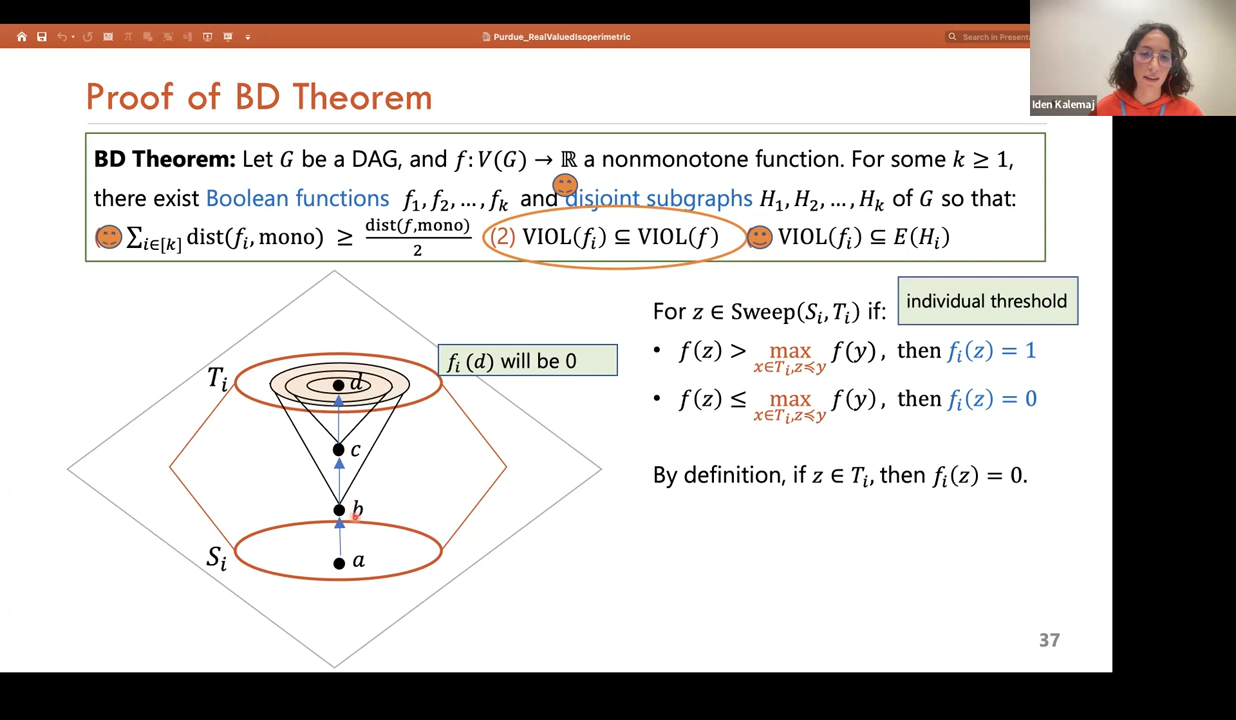 Purdue_RealValuedIsoperimetric
Search in Presenta
Iden Kalemaj
Proof of BD Theorem
BD Theorem: Let G be a DAG, and f: V(G) → ℝ a nonmonotone function. For some k ≥ 1,
there exist Boolean functions f₁, f₂, … , fₖ and disjoint subgraphs H₁, H₂, … , Hₖ of G so that:
∑_{i∈[k]} dist(fᵢ, mono) ≥ dist(f,mono)/2 (2) VIOL(fᵢ) ⊆ VIOL(f) VIOL(fᵢ) ⊆ E(Hᵢ)
individual threshold
For z ∈ Sweep(Sᵢ, Tᵢ) if:
• f(z) > max_{x∈Tᵢ,z≼y} f(y), then fᵢ(z) = 1
• f(z) ≤ max_{x∈Tᵢ,z≼y} f(y), then fᵢ(z) = 0
By definition, if z ∈ Tᵢ, then fᵢ(z) = 0.
fᵢ(d) will be 0
Tᵢ
d
c
b
Sᵢ
a
37